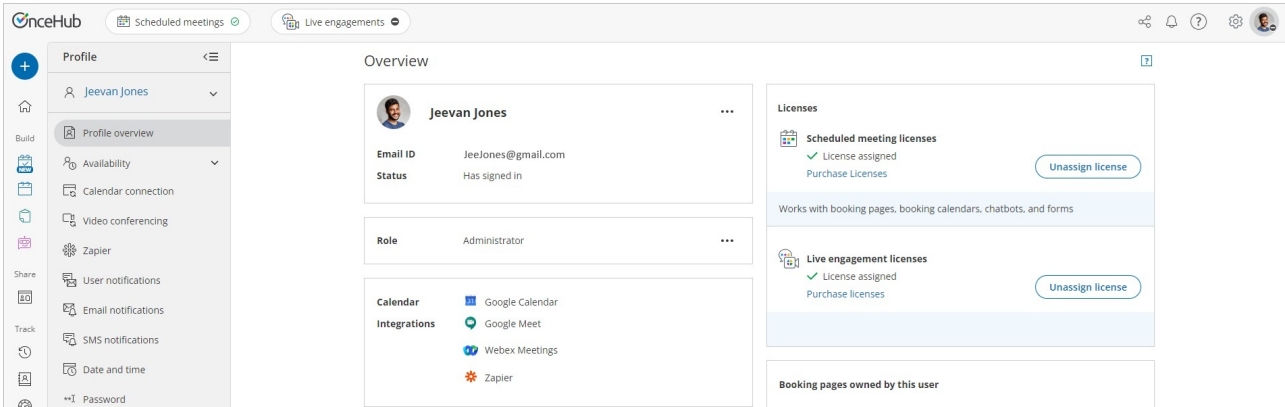 OnceHub
Scheduled meetings
Live engagements
?
Profile
Jeevan Jones
Profile overview
Availability
Calendar connection
Video conferencing
Zapier
User notifications
Email notifications
SMS notifications
Date and time
Password
Build
NEW
Share
Track
Overview
?
Jeevan Jones
Email ID JeeJones@gmail.com
Status Has signed in
Role Administrator
Calendar Google Calendar
Integrations Google Meet
Webex Meetings
Zapier
Licenses
Scheduled meeting licenses
License assigned
Purchase Licenses
Unassign license
Works with booking pages, booking calendars, chatbots, and forms
Live engagement licenses
License assigned
Purchase licenses
Unassign license
Booking pages owned by this user